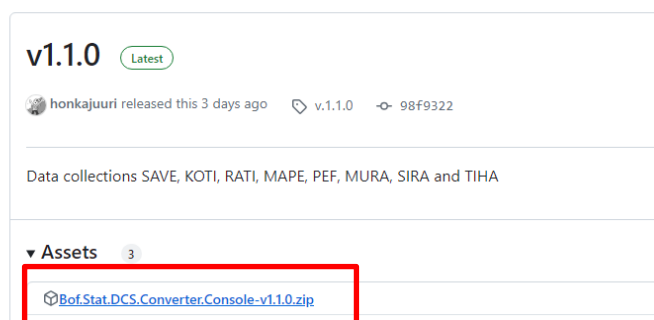 v1.1.0 Latest
honkajuuri released this 3 days ago v.1.1.0 98f9322
Data collections SAVE, KOTI, RATI, MAPE, PEF, MURA, SIRA and TIHA
Assets 3
Bof.Stat.DCS.Converter.Console-v1.1.0.zip